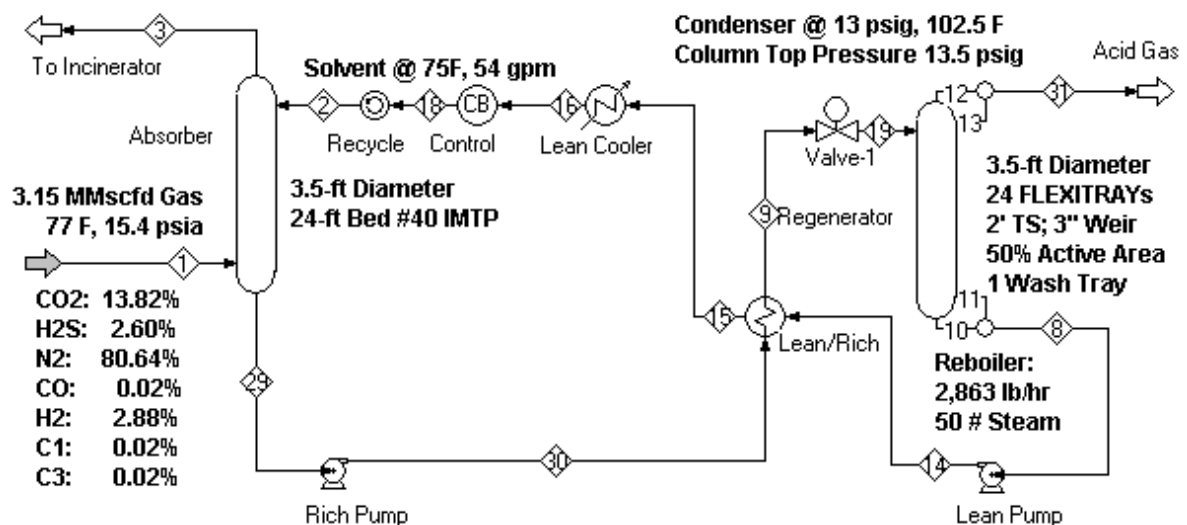 3
To Incinerator
Absorber
Solvent @ 75F, 54 gpm
2
Recycle
18
CB
Control
16
Lean Cooler
Condenser @ 13 psig, 102.5 F
Column Top Pressure 13.5 psig
Acid Gas
12
13
31
Valve-1
19
3.15 MMscfd Gas
77 F, 15.4 psia
1
3.5-ft Diameter
24-ft Bed #40 IMTP
9
Regenerator
3.5-ft Diameter
24 FLEXITRAYs
2' TS; 3" Weir
50% Active Area
1 Wash Tray
CO2: 13.82%
H2S: 2.60%
N2: 80.64%
CO: 0.02%
H2: 2.88%
C1: 0.02%
C3: 0.02%
15
Lean/Rich
11
10
8
Reboiler:
2,863 lb/hr
50 # Steam
29
30
14
Rich Pump
Lean Pump